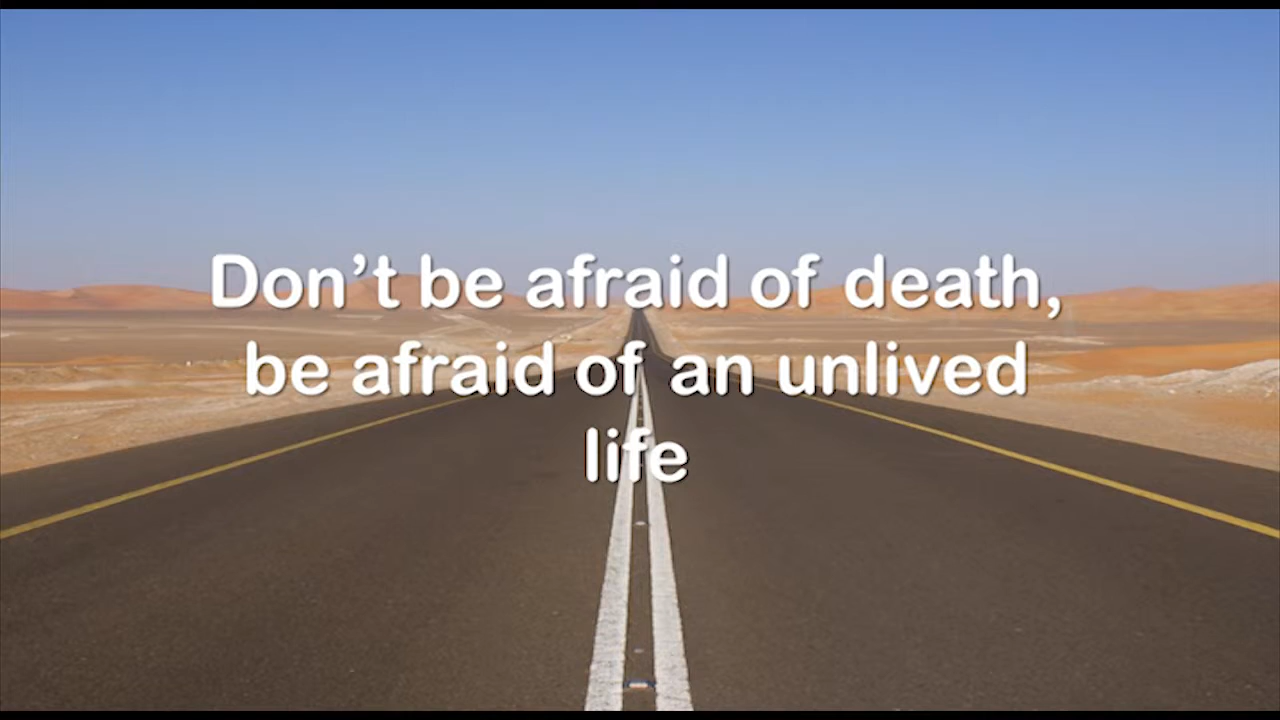 Don’t be afraid of death,
be afraid of an unlived
life